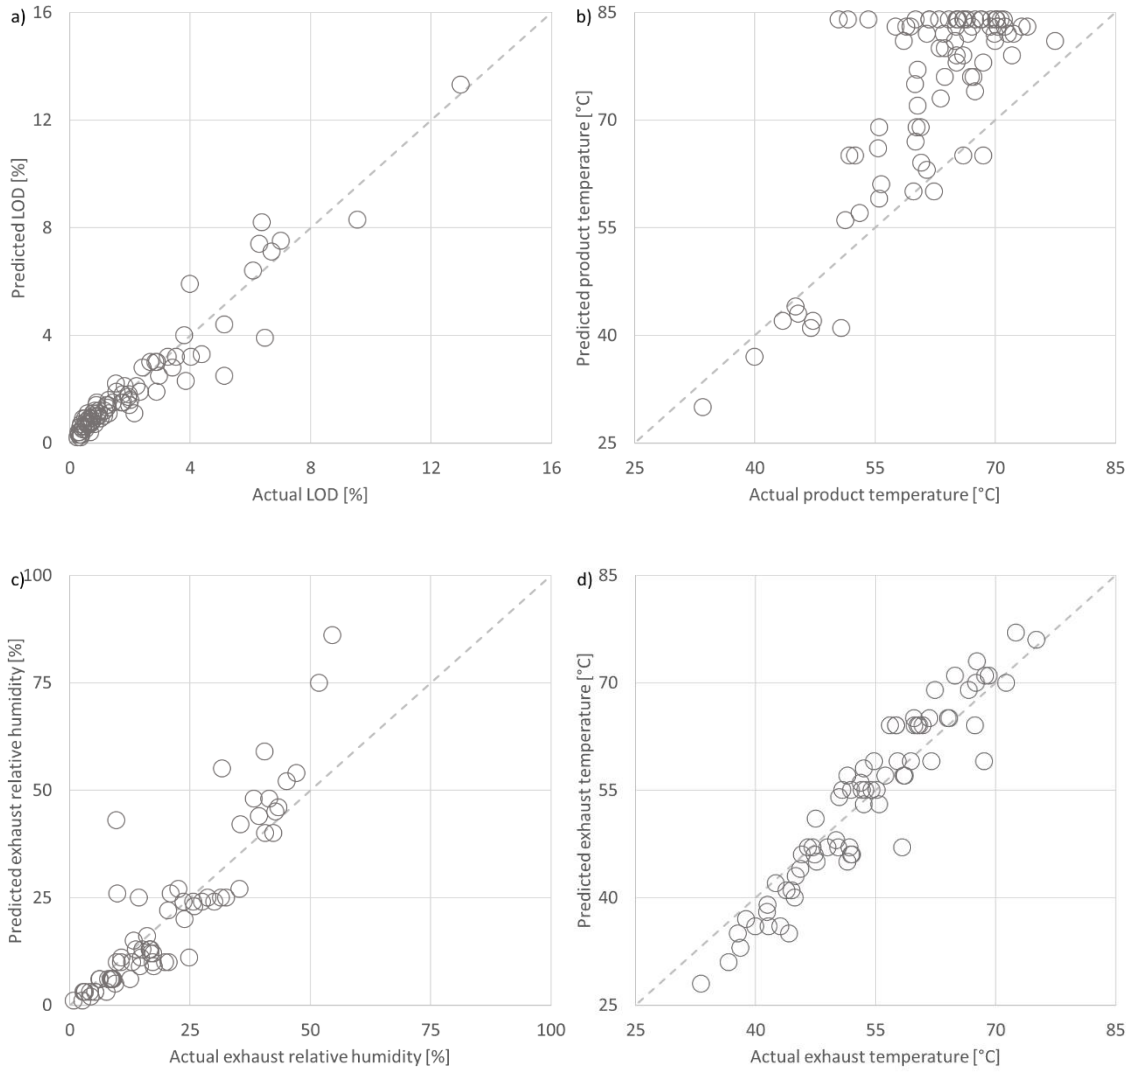 a)
16
12
8
4
0
Predicted LOD [%]
0 4 8 12 16
Actual LOD [%]
b)
85
70
55
40
25
Predicted product temperature [°C]
25 40 55 70 85
Actual product temperature [°C]
c)
100
75
50
25
0
Predicted exhaust relative humidity [%]
0 25 50 75 100
Actual exhaust relative humidity [%]
d)
85
70
55
40
25
Predicted exhaust temperature [°C]
25 40 55 70 85
Actual exhaust temperature [°C]